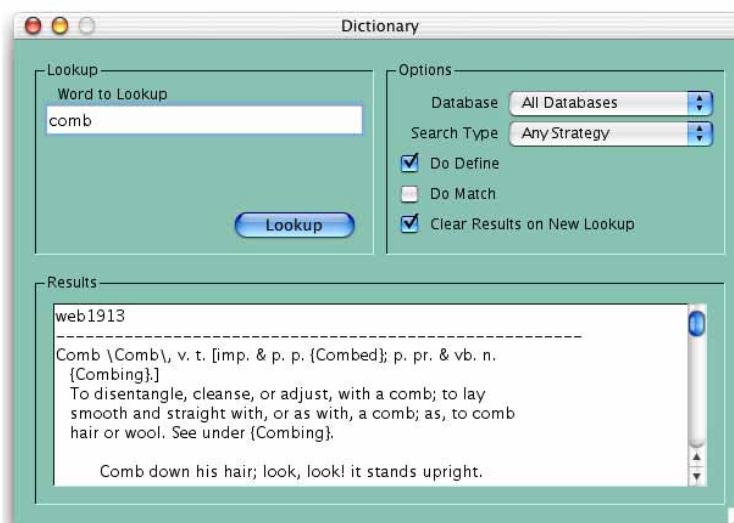 Dictionary
Lookup
Word to Lookup
comb
Lookup
Options
Database All Databases
Search Type Any Strategy
Do Define
Do Match
Clear Results on New Lookup
Results
web1913
------------------------------------------------------------
Comb \Comb\, v. t. [imp. & p. p. {Combed}; p. pr. & vb. n.
{Combing}.]
To disentangle, cleanse, or adjust, with a comb; to lay
smooth and straight with, or as with, a comb; as, to comb
hair or wool. See under {Combing}.
Comb down his hair; look, look! it stands upright.